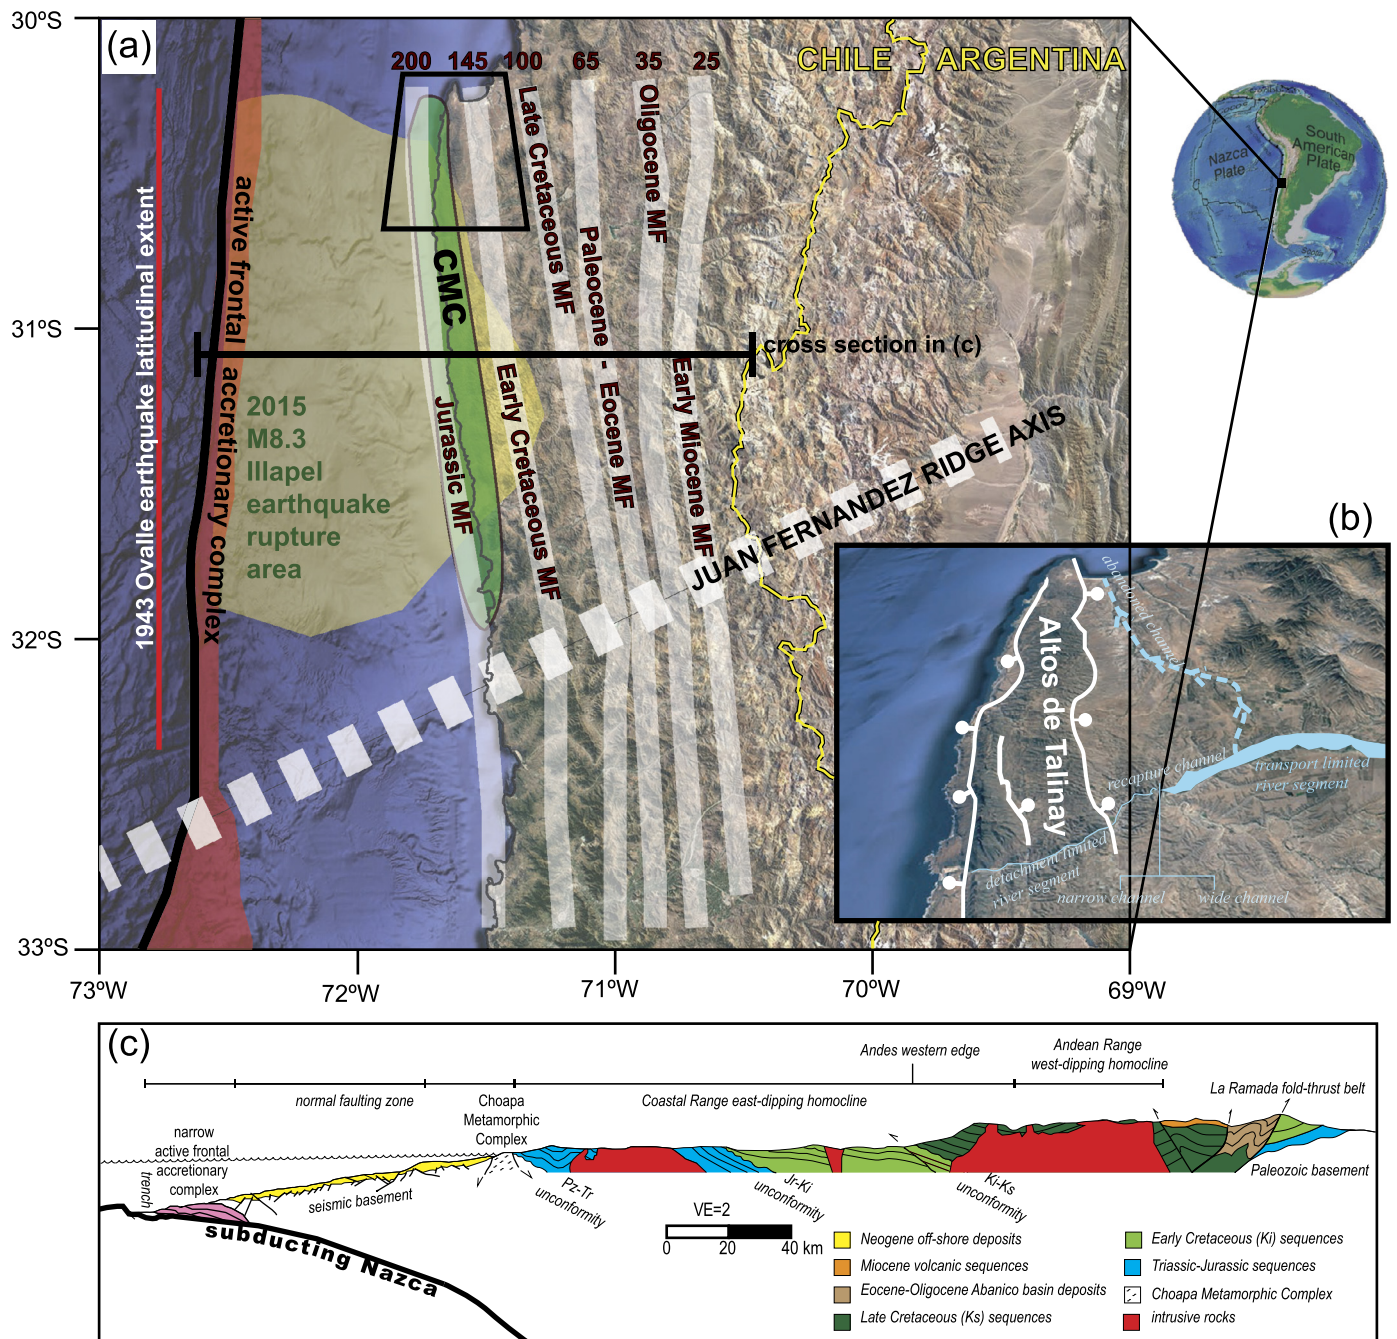 (a)
30ºS
31ºS
32ºS
33ºS
73ºW
72ºW
71ºW
70ºW
69ºW
200
145
100
65
35
25
CHILE
ARGENTINA
1943 Ovalle earthquake latitudinal extent
active frontal accretionary complex
2015
M8.3
Illapel
earthquake
rupture
area
CMC
Jurassic MF
Early Cretaceous MF
Late Cretaceous MF
Paleocene - Eocene MF
Oligocene MF
Early Miocene MF
cross section in (c)
JUAN FERNANDEZ RIDGE AXIS
Nazca
Plate
South
American
Plate
(b)
Altos de Talinay
abandoned channel
recapture channel
transport limited
river segment
detachment limited
river segment
narrow channel
wide channel
(c)
Andes western edge
Andean Range
west-dipping homocline
La Ramada fold-thrust belt
normal faulting zone
Choapa
Metamorphic
Complex
Coastal Range east-dipping homocline
narrow
active frontal
accretionary
complex
trench
seismic basement
Pz-Tr
unconformity
Jr-Ki
unconformity
Ki-Ks
unconformity
Paleozoic basement
subducting Nazca
VE=2
0
20
40 km
Neogene off-shore deposits
Miocene volcanic sequences
Eocene-Oligocene Abanico basin deposits
Late Cretaceous (Ks) sequences
Early Cretaceous (Ki) sequences
Triassic-Jurassic sequences
Choapa Metamorphic Complex
intrusive rocks